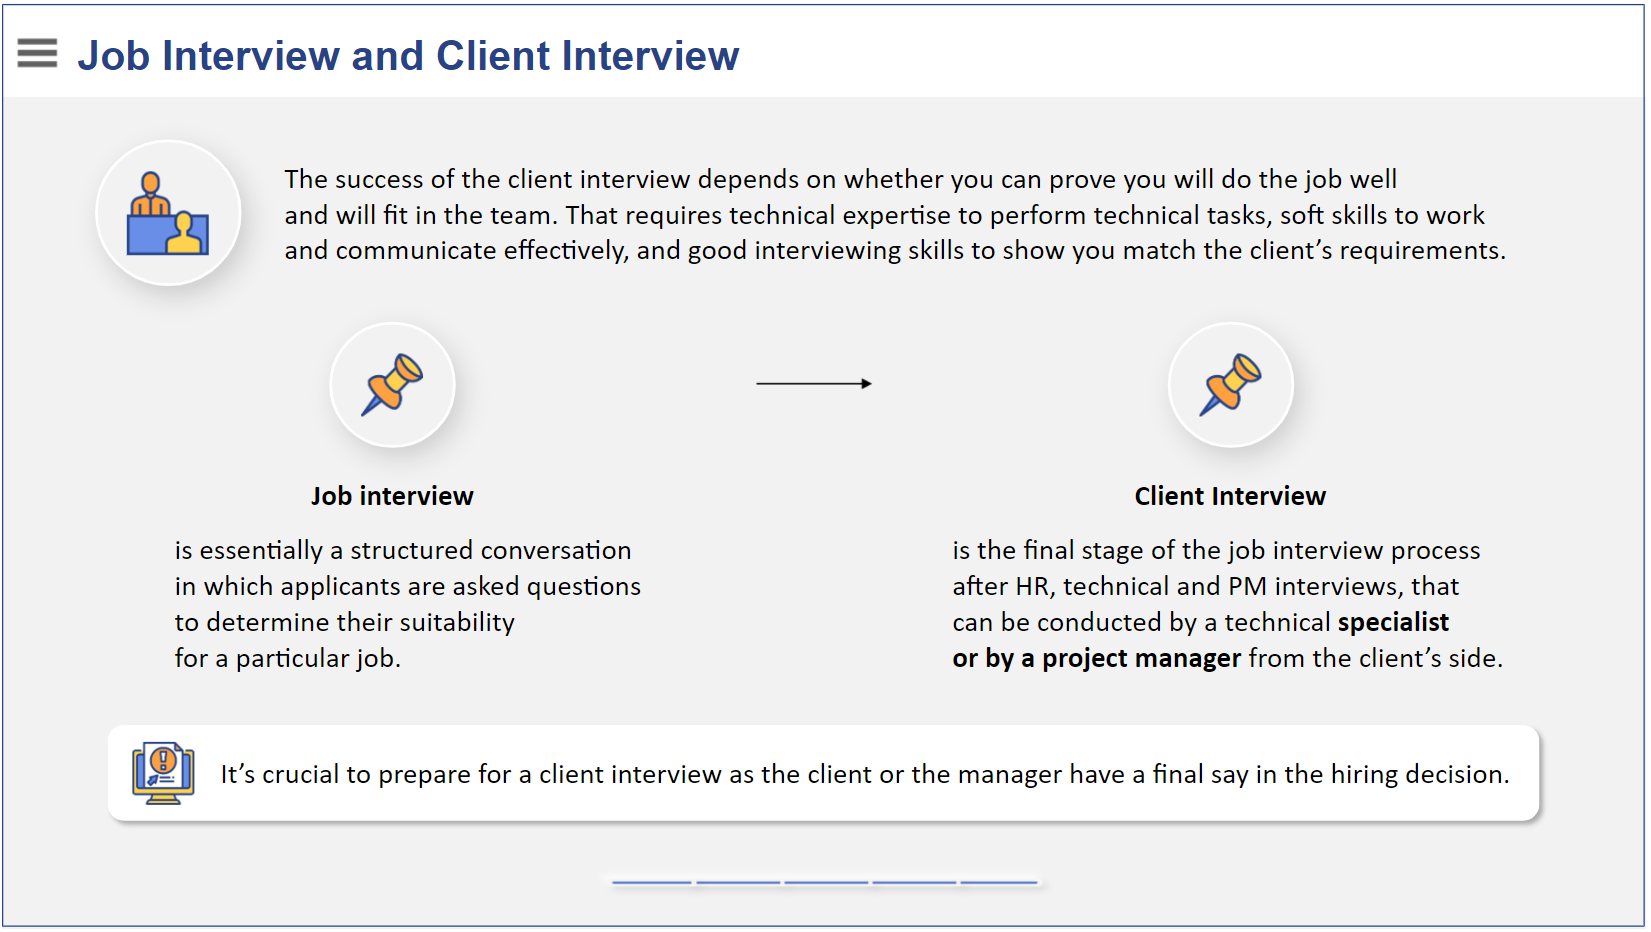 Job Interview and Client Interview
The success of the client interview depends on whether you can prove you will do the job well
and will fit in the team. That requires technical expertise to perform technical tasks, soft skills to work
and communicate effectively, and good interviewing skills to show you match the client’s requirements.
Job interview
is essentially a structured conversation
in which applicants are asked questions
to determine their suitability
for a particular job.
Client Interview
is the final stage of the job interview process
after HR, technical and PM interviews, that
can be conducted by a technical specialist
or by a project manager from the client’s side.
It’s crucial to prepare for a client interview as the client or the manager have a final say in the hiring decision.